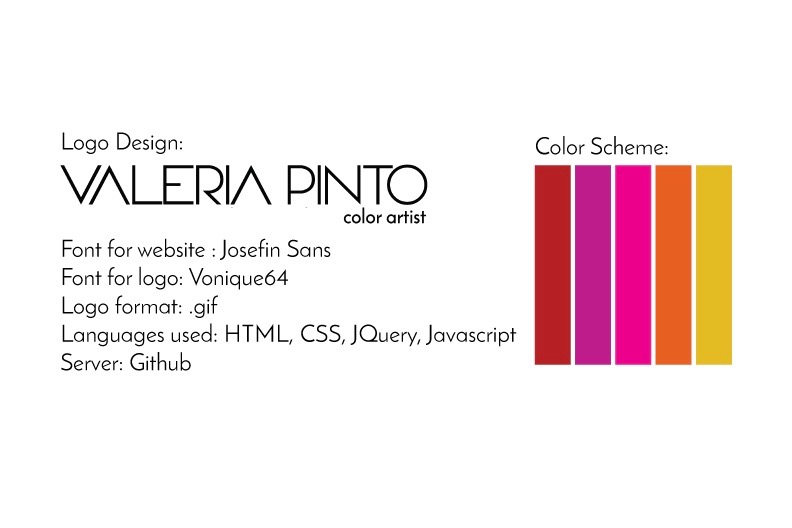 Logo Design:
VALERIA PINTO
color artist
Font for website : Josefin Sans
Font for logo: Vonique64
Logo format: .gif
Languages used: HTML, CSS, JQuery, Javascript
Server: Github
Color Scheme: